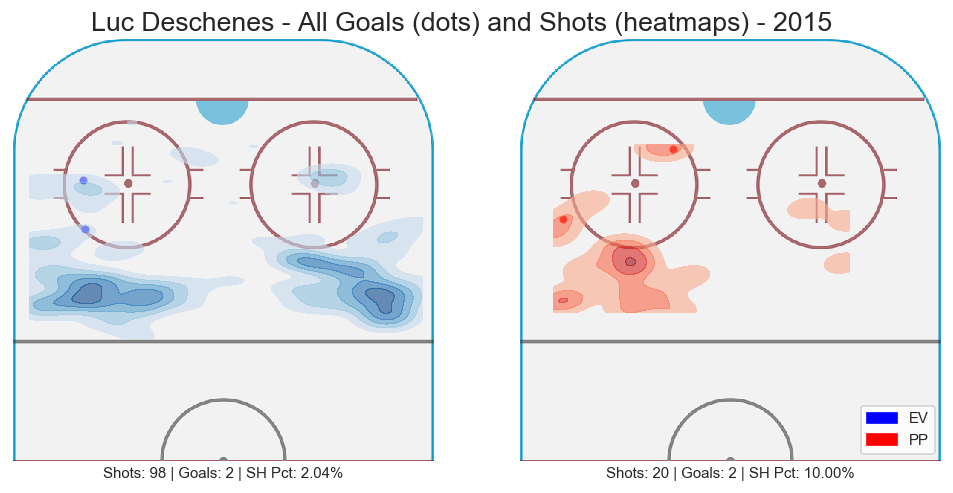 Luc Deschenes - All Goals (dots) and Shots (heatmaps) - 2015
EV
PP
Shots: 98 | Goals: 2 | SH Pct: 2.04%
Shots: 20 | Goals: 2 | SH Pct: 10.00%